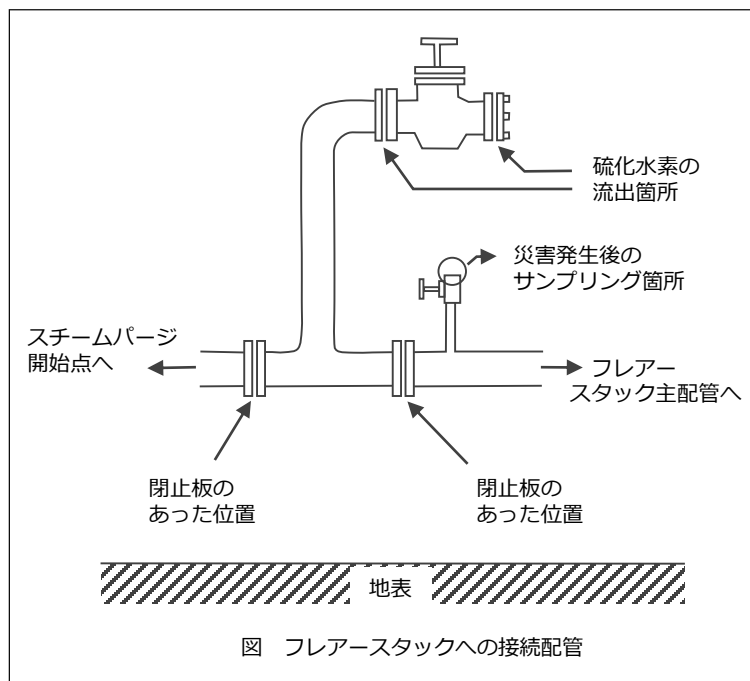 硫化水素の
流出箇所
災害発生後の
サンプリング箇所
スチームパージ
開始点へ
フレアー
スタック主配管へ
閉止板の
あった位置
閉止板の
あった位置
地表
図　フレアースタックへの接続配管